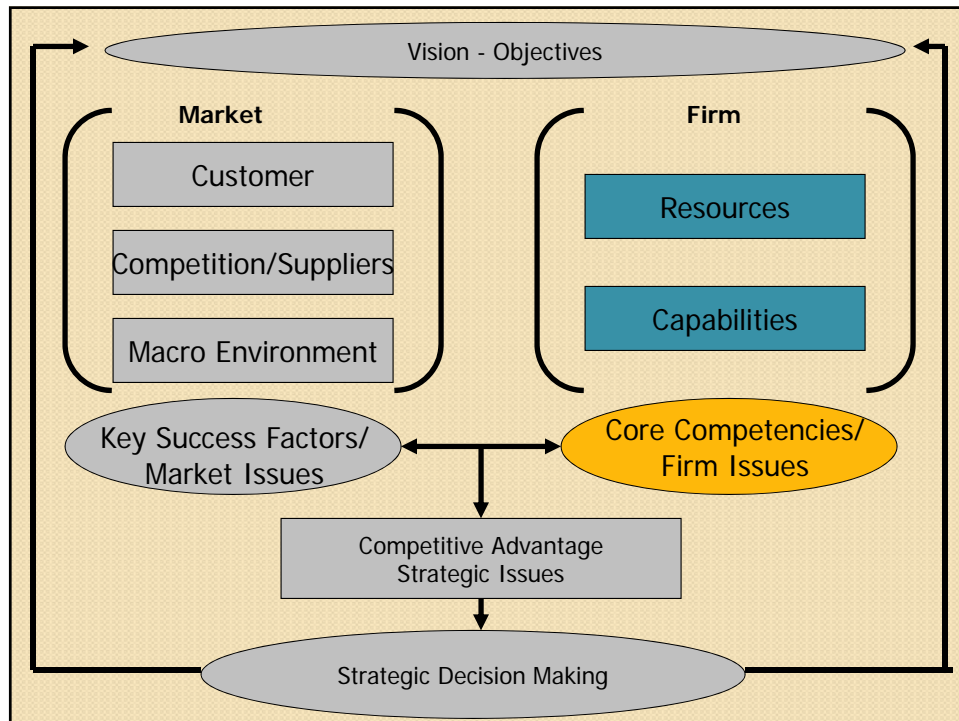 Vision - Objectives
Market
Customer
Competition/Suppliers
Macro Environment
Key Success Factors/
Market Issues
Firm
Resources
Capabilities
Core Competencies/
Firm Issues
Competitive Advantage
Strategic Issues
Strategic Decision Making